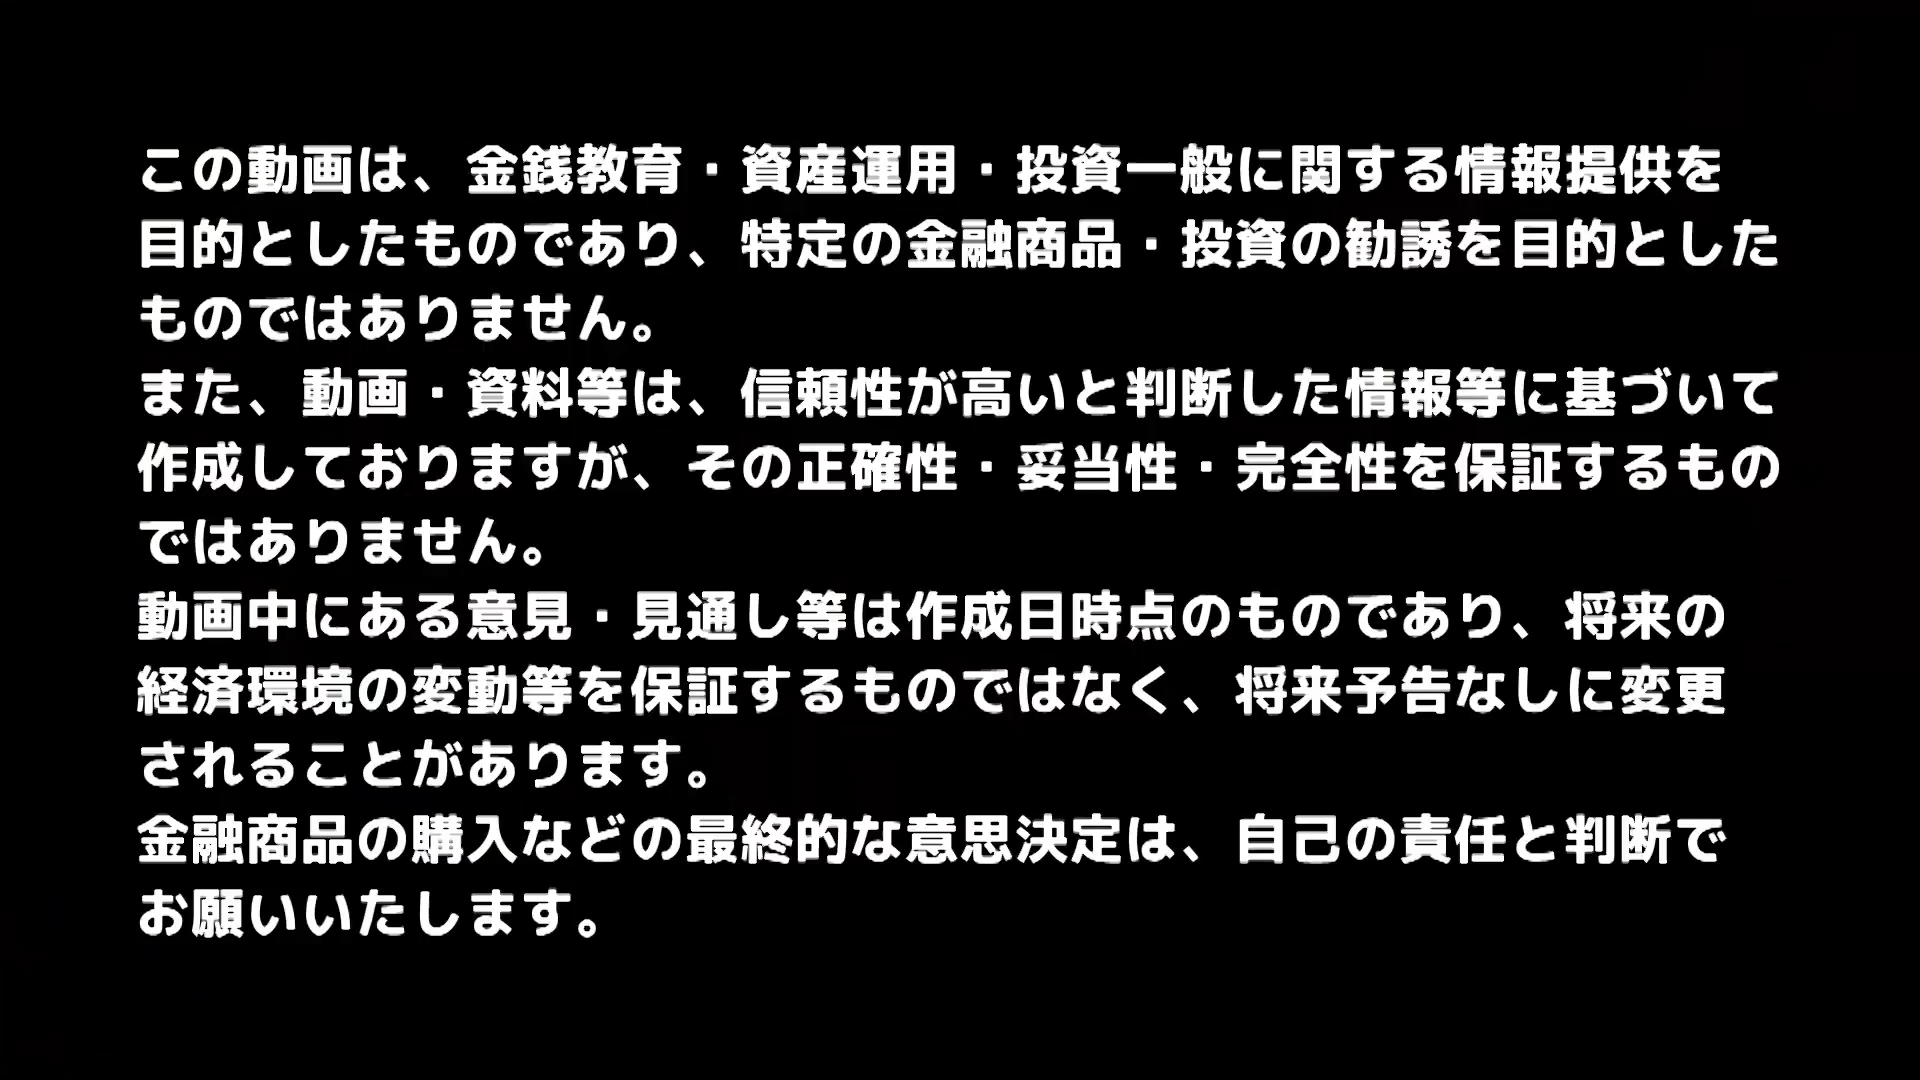 この動画は、金銭教育・資産運用・投資一般に関する情報提供を
目的としたものであり、特定の金融商品・投資の勧誘を目的とした
ものではありません。
また、動画・資料等は、信頼性が高いと判断した情報等に基づいて
作成しておりますが、その正確性・妥当性・完全性を保証するもの
ではありません。
動画中にある意見・見通し等は作成日時点のものであり、将来の
経済環境の変動等を保証するものではなく、将来予告なしに変更
されることがあります。
金融商品の購入などの最終的な意思決定は、自己の責任と判断で
お願いいたします。